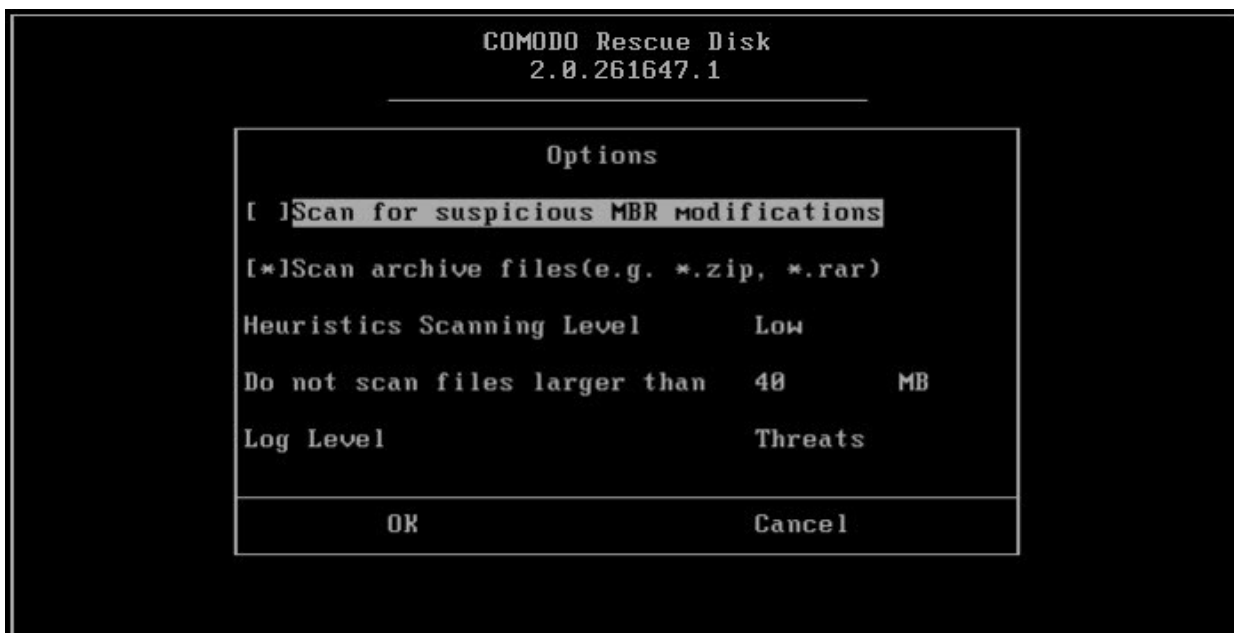 COMODO Rescue Disk
2.0.261647.1
Options
[ ]Scan for suspicious MBR modifications
[*]Scan archive files(e.g. *.zip, *.rar)
Heuristics Scanning Level Low
Do not scan files larger than 40 MB
Log Level Threats
OK Cancel